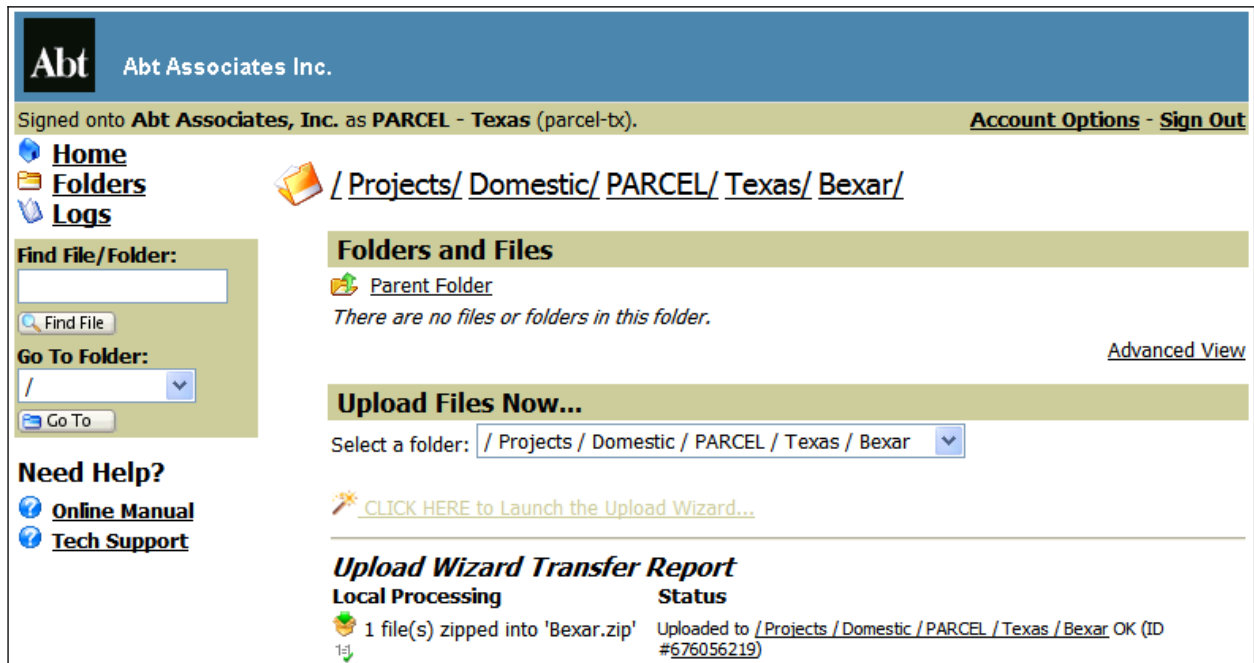 Abt
Abt Associates Inc.
Signed onto Abt Associates, Inc. as PARCEL - Texas (parcel-tx).
Account Options - Sign Out
Home
Folders
Logs
Find File/Folder:
Find File
Go To Folder:
/
Go To
Need Help?
Online Manual
Tech Support
/ Projects/ Domestic/ PARCEL/ Texas/ Bexar/
Folders and Files
Parent Folder
There are no files or folders in this folder.
Advanced View
Upload Files Now...
Select a folder: / Projects / Domestic / PARCEL / Texas / Bexar
CLICK HERE to Launch the Upload Wizard...
Upload Wizard Transfer Report
Local Processing Status
1 file(s) zipped into 'Bexar.zip'
Uploaded to / Projects / Domestic / PARCEL / Texas / Bexar OK (ID
#676056219)